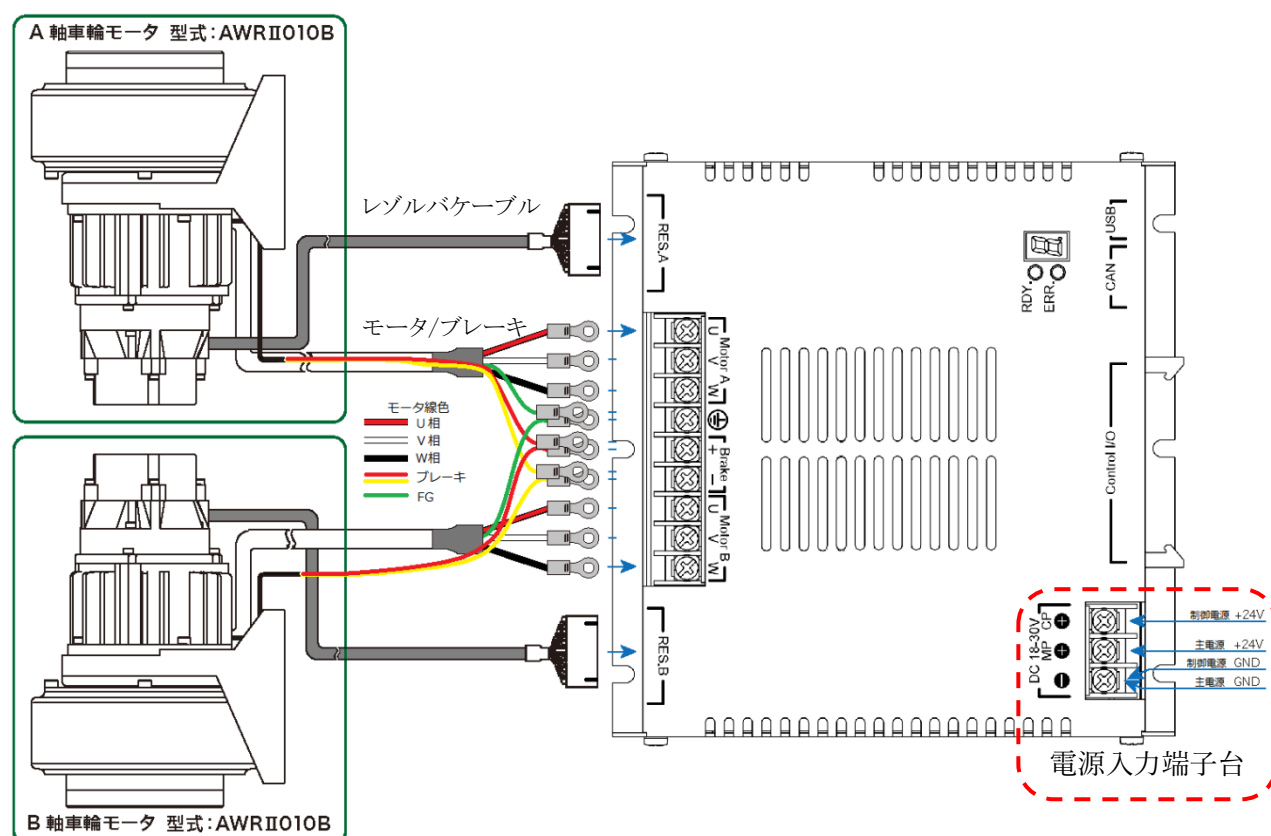 A 軸車輪モータ 型式：AWRⅡ010B
レゾルバケーブル
モータ/ブレーキ
モータ線色
U 相
V 相
W相
ブレーキ
FG
B 軸車輪モータ 型式：AWRⅡ010B
RES.A
U
V
W
Motor A
+
−
Brake
U
V
W
Motor B
RES.B
RDY.
ERR.
USB
CAN
Control I/O
DC 18-30V
CP
MP
制御電源 +24V
主電源 +24V
制御電源 GND
主電源 GND
電源入力端子台